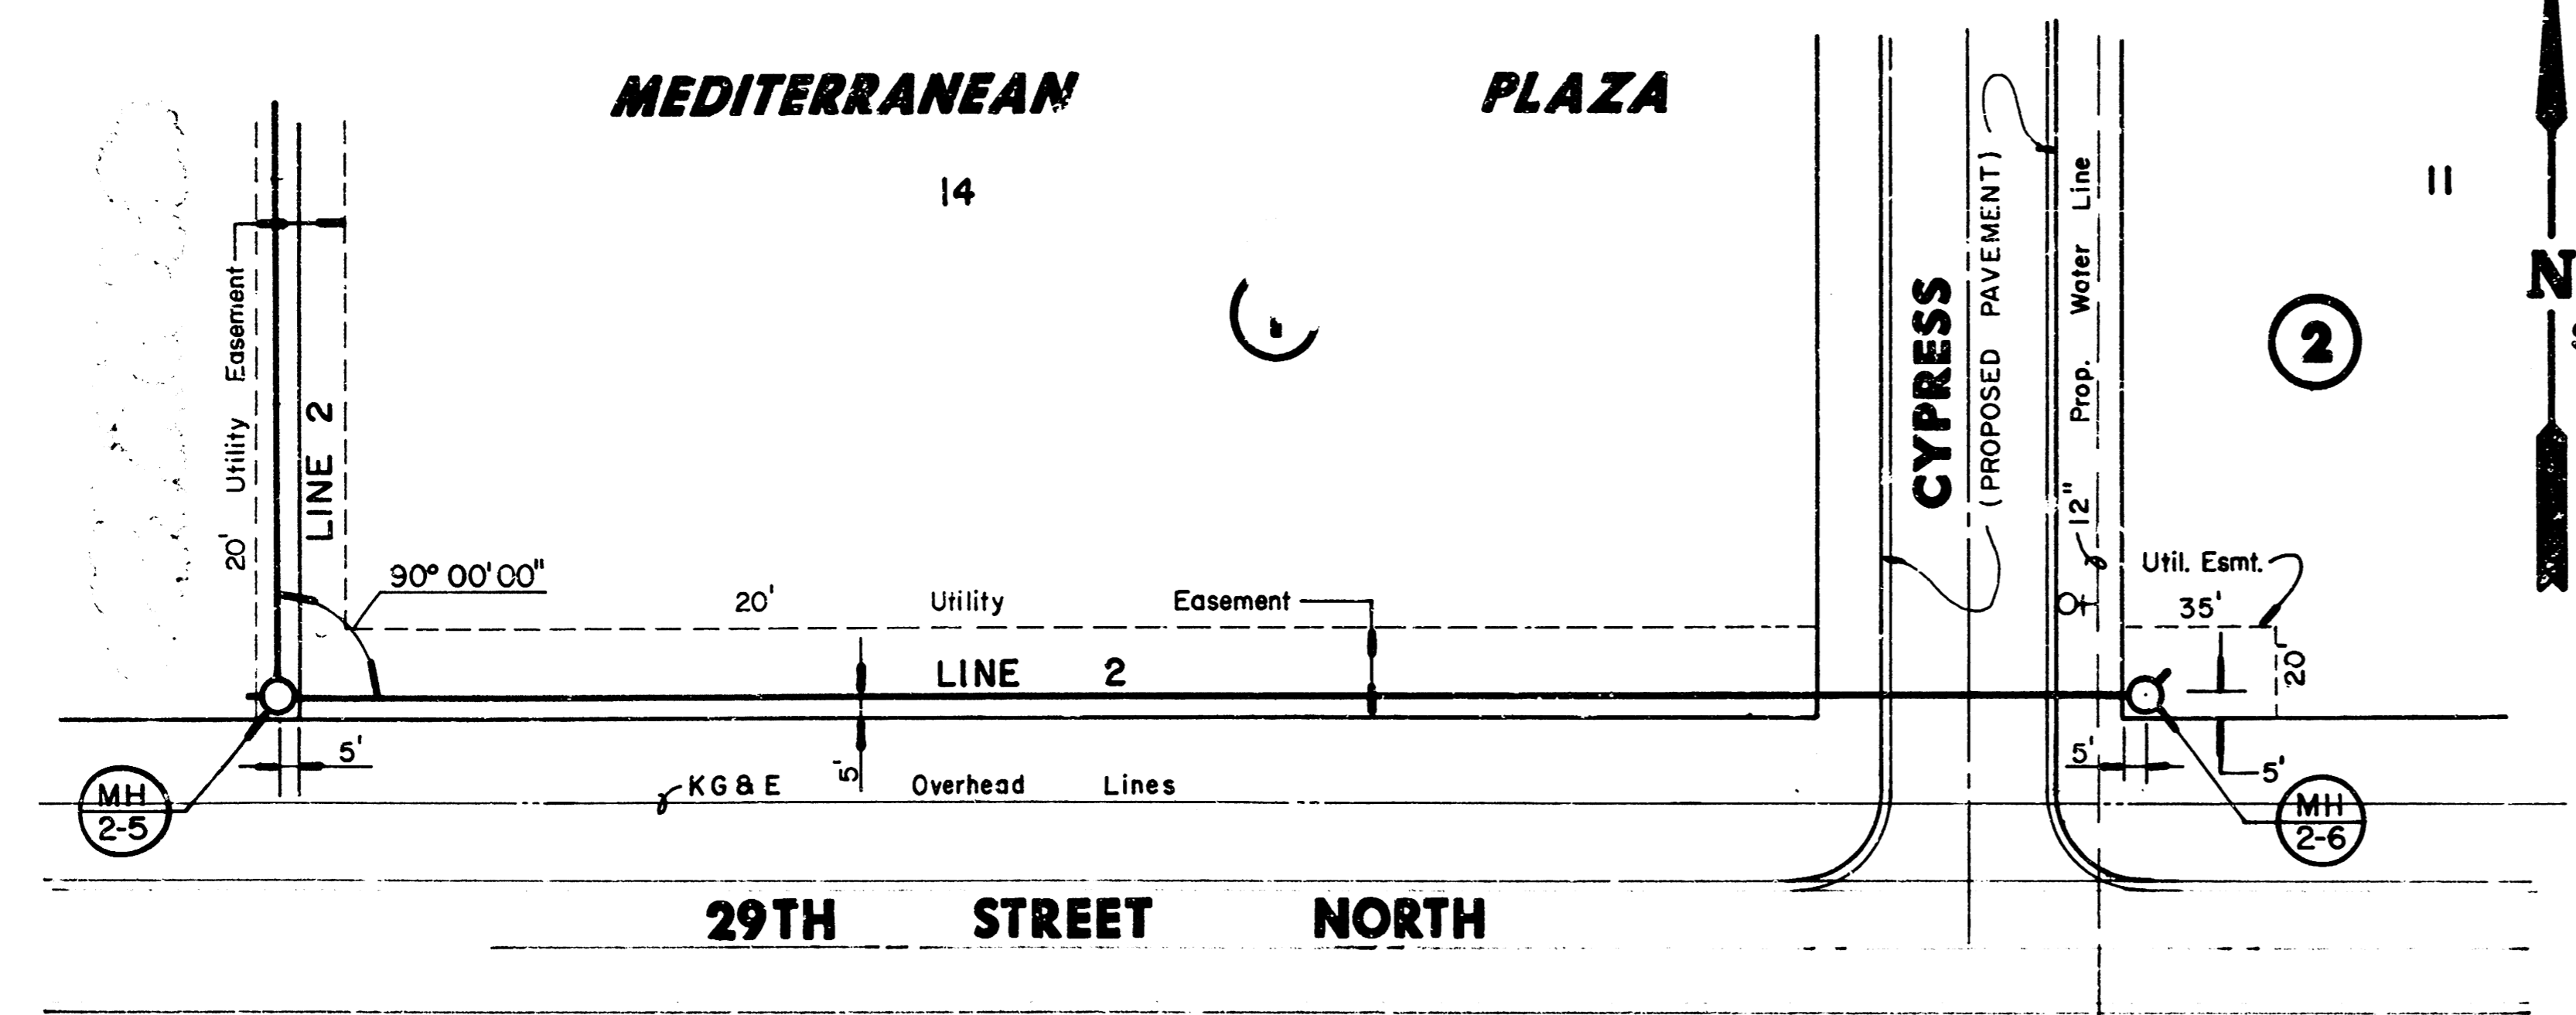 MEDITERRANEAN PLAZA
14
11
N
2
20' Utility Easement
LINE 2
CYPRESS
(PROPOSED PAVEMENT)
12" Prop. Water Line
90° 00' 00"
20' Utility Easement
Util. Esmt.
35'
20'
LINE 2
5'
5'
5'
5'
MH
2-5
KG & E Overhead Lines
MH
2-6
29TH STREET NORTH